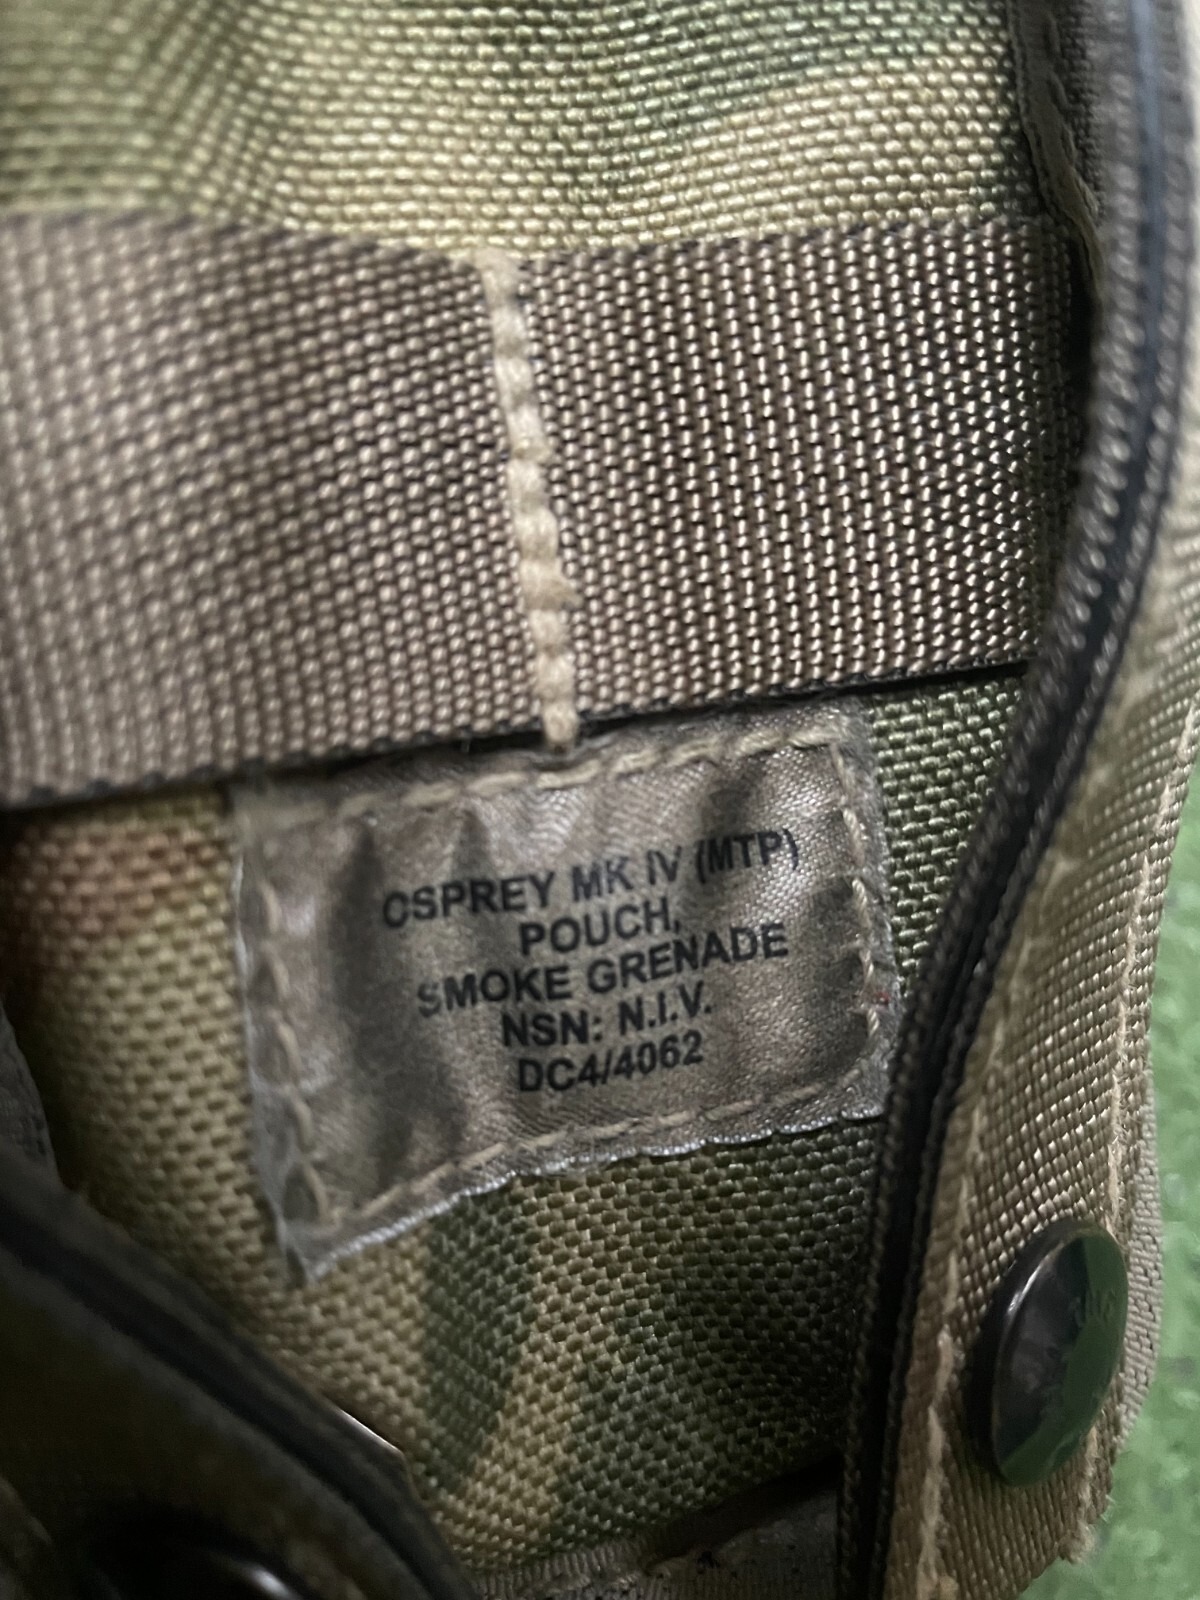 OSPREY MK IV (MTP)
POUCH,
SMOKE GRENADE
NSN: N.I.V.
DC4/4062